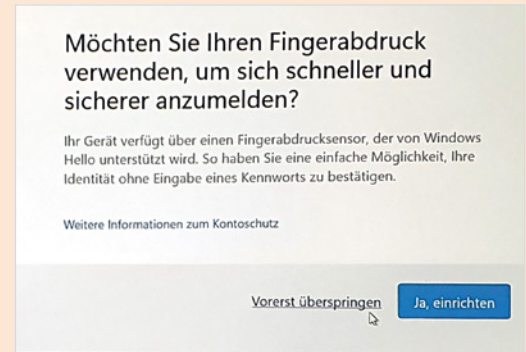 Möchten Sie Ihren Fingerabdruck
verwenden, um sich schneller und
sicherer anzumelden?
Ihr Gerät verfügt über einen Fingerabdrucksensor, der von Windows
Hello unterstützt wird. So haben Sie eine einfache Möglichkeit, Ihre
Identität ohne Eingabe eines Kennworts zu bestätigen.
Weitere Informationen zum Kontoschutz
Vorerst überspringen
Ja, einrichten